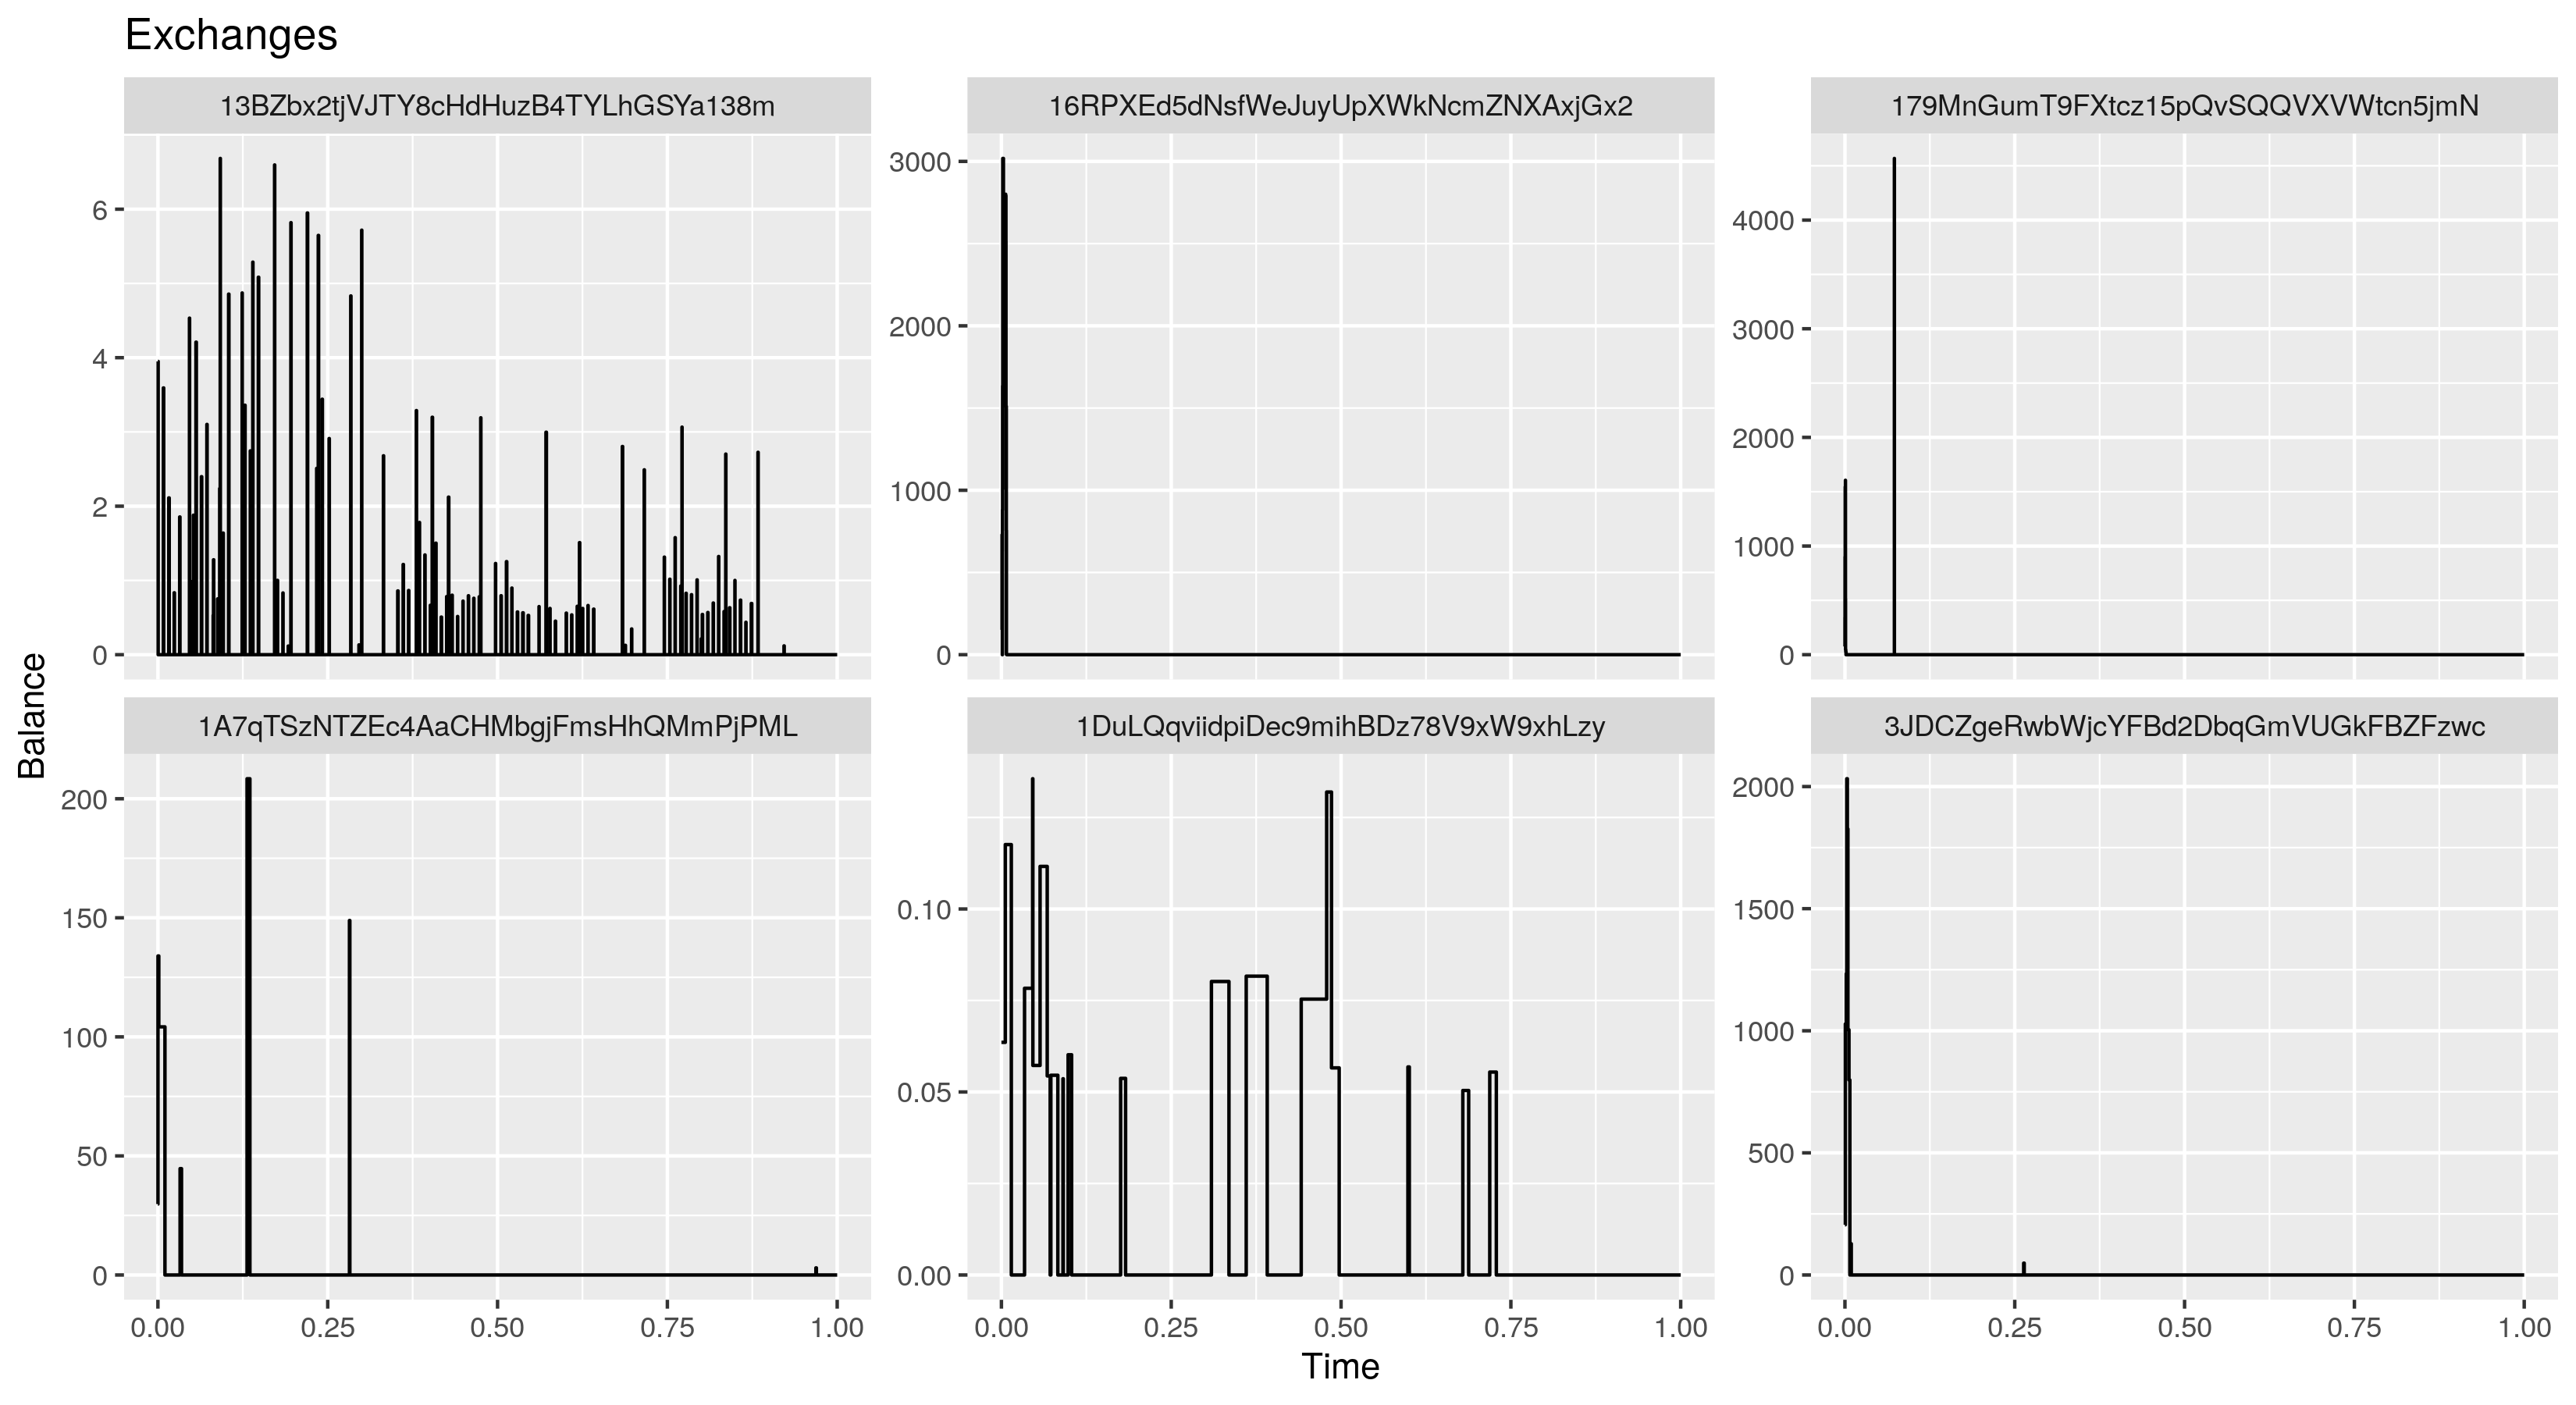 Exchanges
13BZbx2tjVJTY8cHdHuzB4TYLhGSYa138m
16RPXEd5dNsfWeJuyUpXWkNcmZNXAxjGx2
179MnGumT9FXtcz15pQvSQQVXVWtcn5jmN
6
4
2
0
3000
2000
1000
0
4000
3000
2000
1000
0
Balance
1A7qTSzNTZEc4AaCHMbgjFmsHhQMmPjPML
1DuLQqviidpiDec9mihBDz78V9xW9xhLzy
3JDCZgeRwbWjcYFBd2DbqGmVUGkFBZFzwc
200
150
100
50
0
0.10
0.05
0.00
2000
1500
1000
500
0
0.00 0.25 0.50 0.75 1.00
0.00 0.25 0.50 0.75 1.00
0.00 0.25 0.50 0.75 1.00
Time